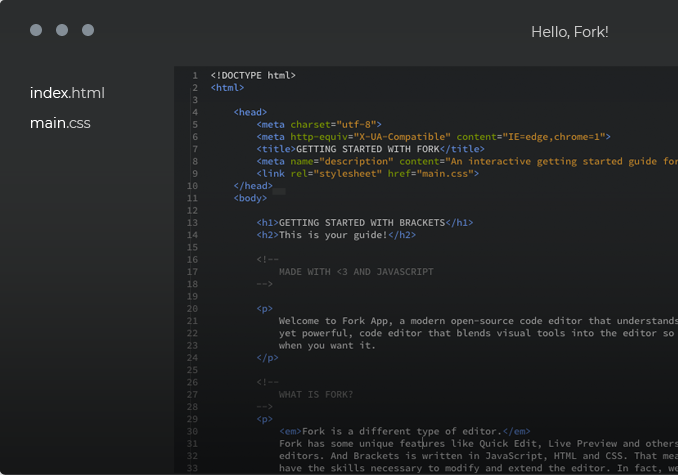 Hello, Fork!
index.html
main.css
1 <!DOCTYPE html>
2 <html>
3
4 <head>
5 <meta charset="utf-8">
6 <meta http-equiv="X-UA-Compatible" content="IE=edge,chrome=1">
7 <title>GETTING STARTED WITH FORK</title>
8 <meta name="description" content="An interactive getting started guide for
9 <link rel="stylesheet" href="main.css">
10 </head>
11 <body>
12
13 <h1>GETTING STARTED WITH BRACKETS</h1>
14 <h2>This is your guide!</h2>
15
16 <!--
17 MADE WITH <3 AND JAVASCRIPT
18 -->
19
20 <p>
21 Welcome to Fork App, a modern open-source code editor that understands
22 yet powerful, code editor that blends visual tools into the editor so
23 when you want it.
24 </p>
25
26 <!--
27 WHAT IS FORK?
28 -->
29 <p>
30 <em>Fork is a different type of editor.</em>
31 Fork has some unique features like Quick Edit, Live Preview and others
32 editors. And Brackets is written in JavaScript, HTML and CSS. That mea
33 have the skills necessary to modify and extend the editor. In fact, we